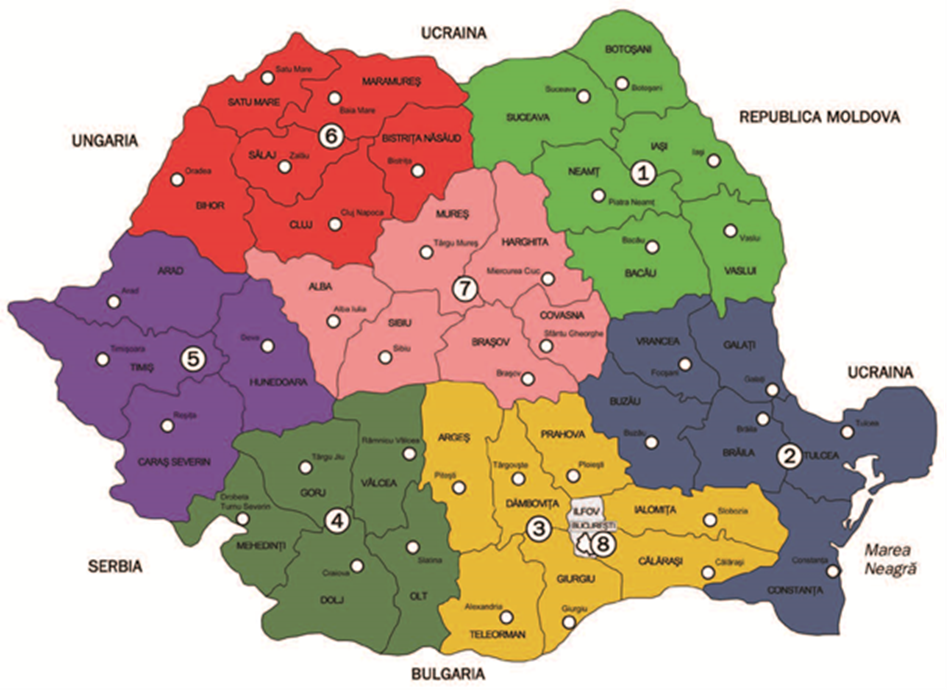 UCRAINA
BOTOȘANI
Botoșani
Suceava
SUCEAVA
REPUBLICA MOLDOVA
UNGARIA
Satu Mare
SATU MARE
MARAMUREȘ
Baia Mare
6
BISTRIȚA NĂSĂUD
Bistrița
SĂLAJ
Zalău
Oradea
BIHOR
CLUJ
Cluj Napoca
IAȘI
Iași
1
NEAMȚ
Piatra Neamț
Bacău
BACĂU
Vaslui
VASLUI
MUREȘ
Târgu Mureș
HARGHITA
Miercurea Ciuc
7
ALBA
Alba Iulia
SIBIU
Sibiu
BRAȘOV
Brașov
COVASNA
Sfântu Gheorghe
ARAD
Arad
Timișoara
TIMIȘ
5
Deva
HUNEDOARA
Reșița
CARAȘ SEVERIN
VRANCEA
Focșani
GALAȚI
Galați
UCRAINA
BUZĂU
Buzău
BRĂILA
Brăila
2
TULCEA
Tulcea
Constanța
CONSTANȚA
Marea
Neagră
Râmnicu Vâlcea
VÂLCEA
Târgu Jiu
GORJ
Drobeta
Turnu Severin
MEHEDINȚI
4
Craiova
DOLJ
Slatina
OLT
SERBIA
ARGEȘ
Pitești
Târgoviște
DÂMBOVIȚA
PRAHOVA
Ploiești
3
ILFOV
BUCUREȘTI
8
IALOMIȚA
Slobozia
CĂLĂRAȘI
Călărași
GIURGIU
Giurgiu
Alexandria
TELEORMAN
BULGARIA